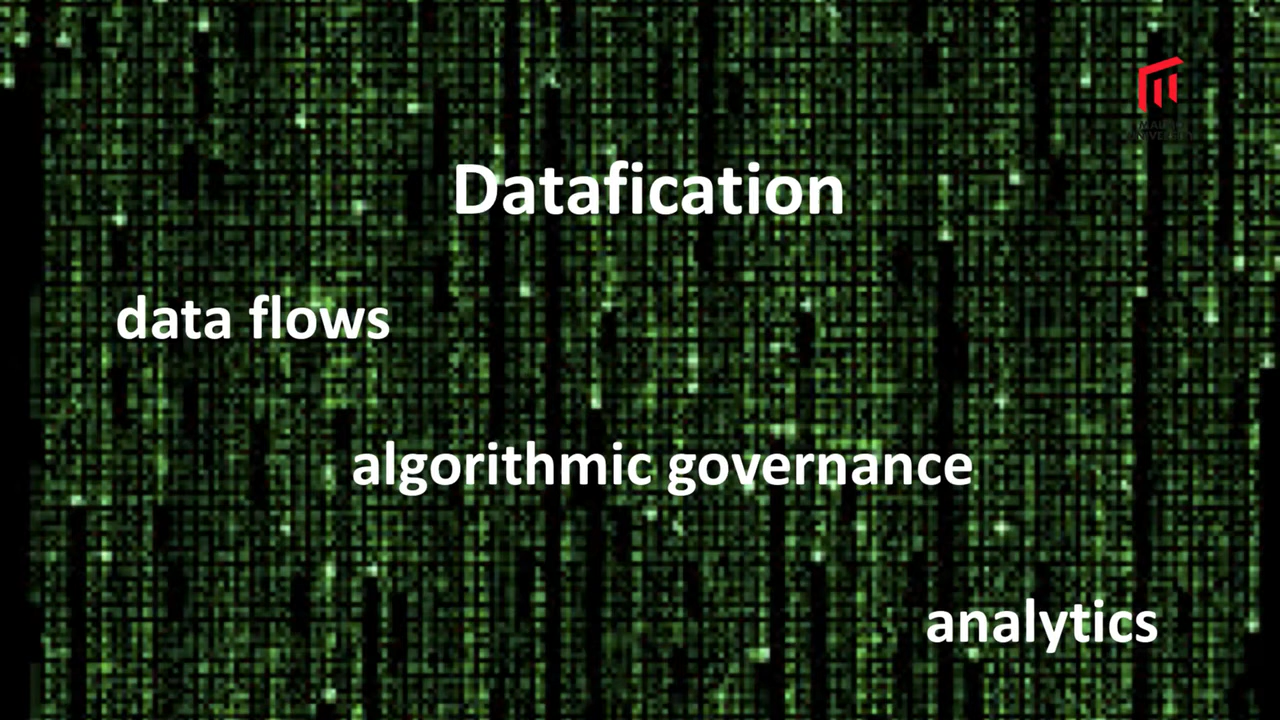 Datafication
data flows
algorithmic governance
analytics